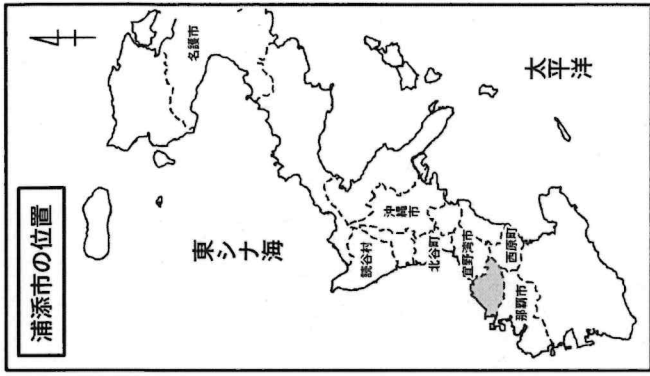 浦添市の位置
名護市
東シナ海
太平洋
沖縄市
読谷村
北谷町
宜野湾市
西原町
那覇市